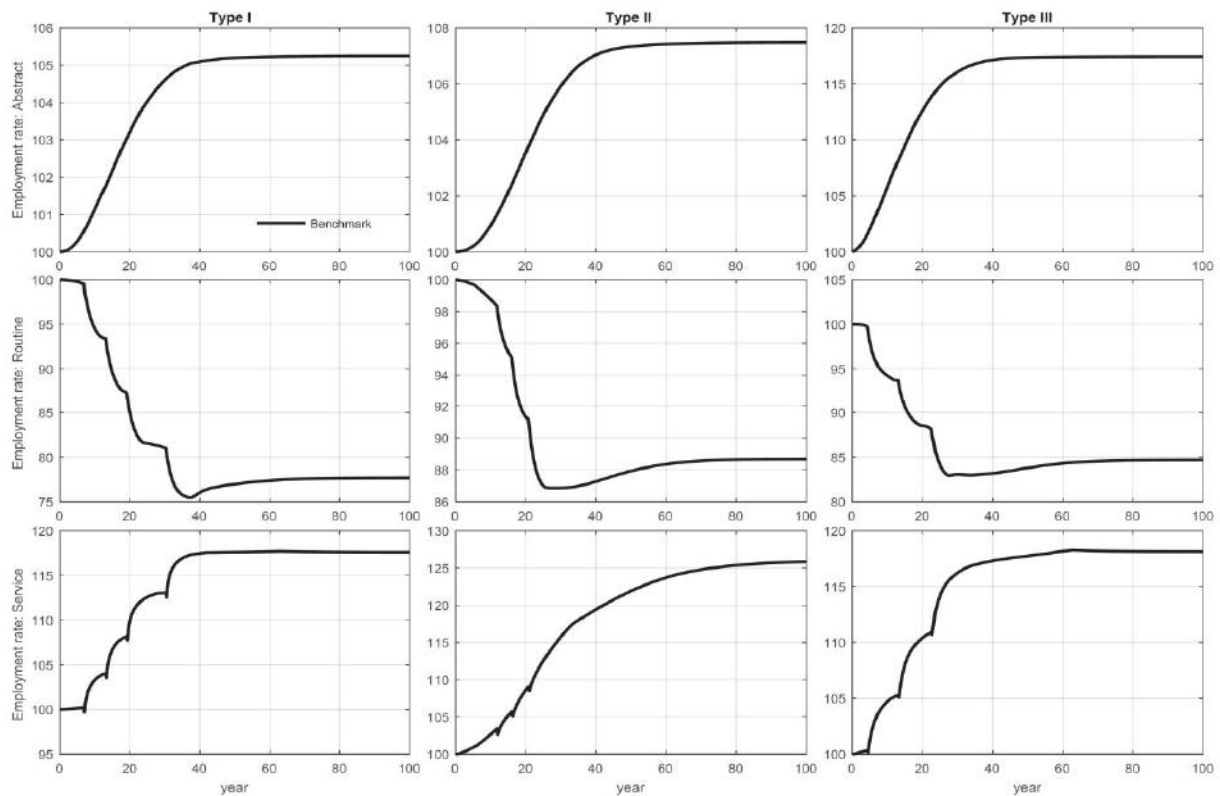 Type I Type II Type III
106 108 120
105 106 115
104 104 110
103 102 105
102 100 100
101
100
Employment rate: Abstract
Benchmark
0 20 40 60 80 100 0 20 40 60 80 100 0 20 40 60 80 100
100 100 100
95 98 95
90 96 90
85 94 85
80 92 80
75 90
88
86
Employment rate: Routine
0 20 40 60 80 100 0 20 40 60 80 100 0 20 40 60 80 100
120 130 120
115 125 115
110 120 110
105 115 105
100 110 100
95 105
100
Employment rate: Service
0 20 40 60 80 100 0 20 40 60 80 100 0 20 40 60 80 100
year year year